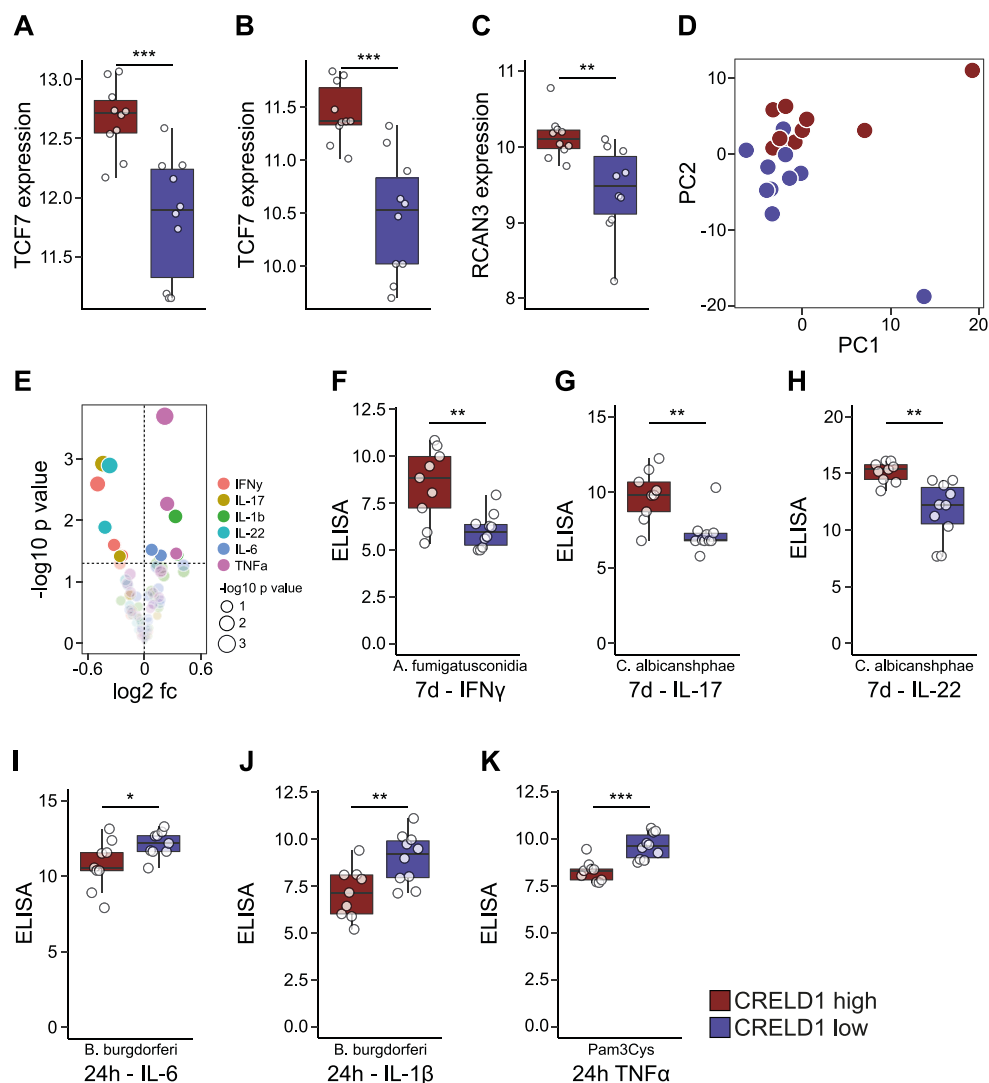 A
TCF7 expression
13.0
12.5
12.0
11.5
***
B
TCF7 expression
11.5
11.0
10.5
10.0
***
C
RCAN3 expression
11
10
9
8
**
D
PC2
10
0
-10
-20
0
10
20
PC1
E
-log10 p value
3
2
1
0
-0.6
0
0.6
log2 fc
IFNy
IL-17
IL-1b
IL-22
IL-6
TNFa
-log10 p value
1
2
3
F
ELISA
12.5
10.0
7.5
5.0
2.5
0.0
**
A. fumigatusconidia
7d - IFNγ
G
ELISA
15
10
5
0
**
C. albicanshphae
7d - IL-17
H
ELISA
20
15
10
5
0
**
C. albicanshphae
7d - IL-22
I
ELISA
15
10
5
0
*
B. burgdorferi
24h - IL-6
J
ELISA
12.5
10.0
7.5
5.0
2.5
0.0
**
B. burgdorferi
24h - IL-1β
K
ELISA
12.5
10.0
7.5
5.0
2.5
0.0
***
Pam3Cys
24h TNFα
CRELD1 high
CRELD1 low